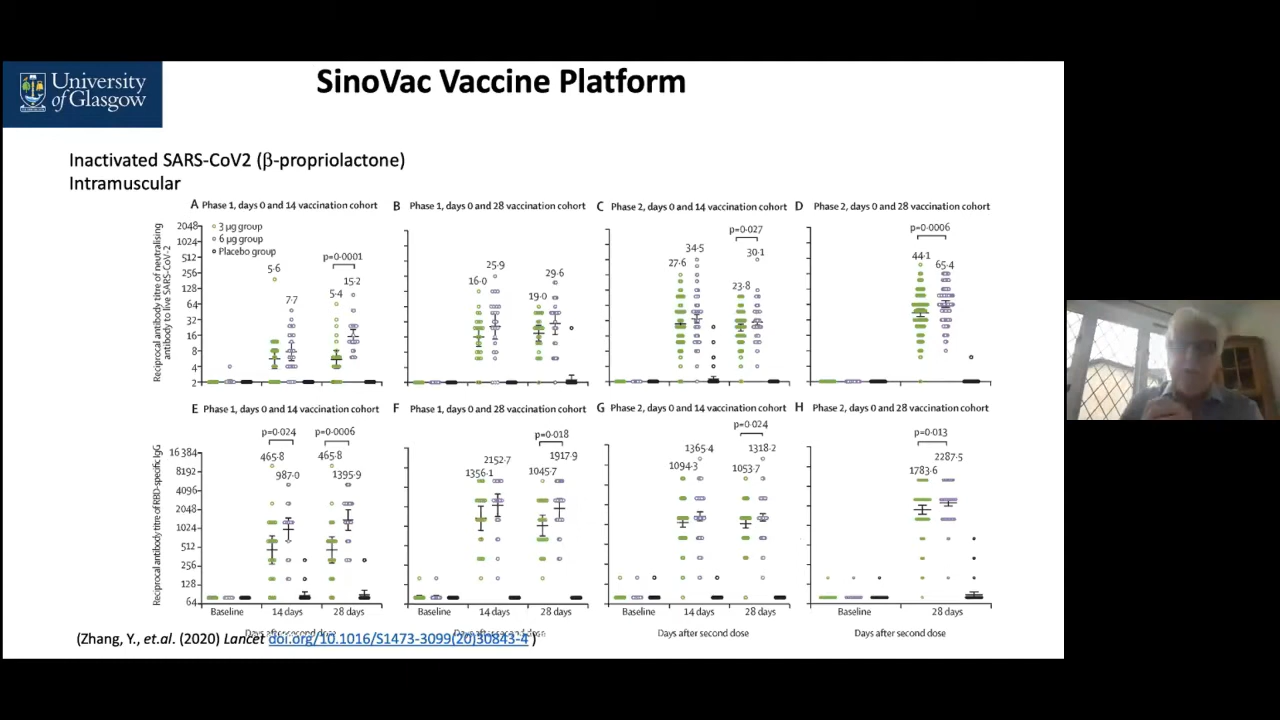 University
of Glasgow
SinoVac Vaccine Platform
Inactivated SARS-CoV2 (β-propriolactone)
Intramuscular
A Phase 1, days 0 and 14 vaccination cohort
B Phase 1, days 0 and 28 vaccination cohort
C Phase 2, days 0 and 14 vaccination cohort
D Phase 2, days 0 and 28 vaccination cohort
Reciprocal antibody titre of neutralising
antibody to live SARS-CoV-2
2048
1024
512
256
128
64
32
16
8
4
2
3 μg group
6 μg group
Placebo group
5·6
7·7
p=0·0001
5·4
15·2
16·0
25·9
19·0
29·6
27·6
34·5
p=0·027
23·8
30·1
p=0·0006
44·1
65·4
E Phase 1, days 0 and 14 vaccination cohort
F Phase 1, days 0 and 28 vaccination cohort
G Phase 2, days 0 and 14 vaccination cohort
H Phase 2, days 0 and 28 vaccination cohort
Reciprocal antibody titre of RBD-specific IgG
16 384
8192
4096
2048
1024
512
256
128
64
p=0·024
465·8
987·0
p=0·0006
465·8
1395·9
1356·1
2152·7
p=0·018
1045·7
1917·9
1094·3
1365·4
p=0·024
1053·7
1318·2
p=0·013
1783·6
2287·5
Baseline
14 days
28 days
Baseline
14 days
28 days
Baseline
14 days
28 days
Baseline
28 days
Days after second dose
Days after second dose
Days after second dose
Days after second dose
(Zhang, Y., et.al. (2020) Lancet doi.org/10.1016/S1473-3099(20)30843-4 )